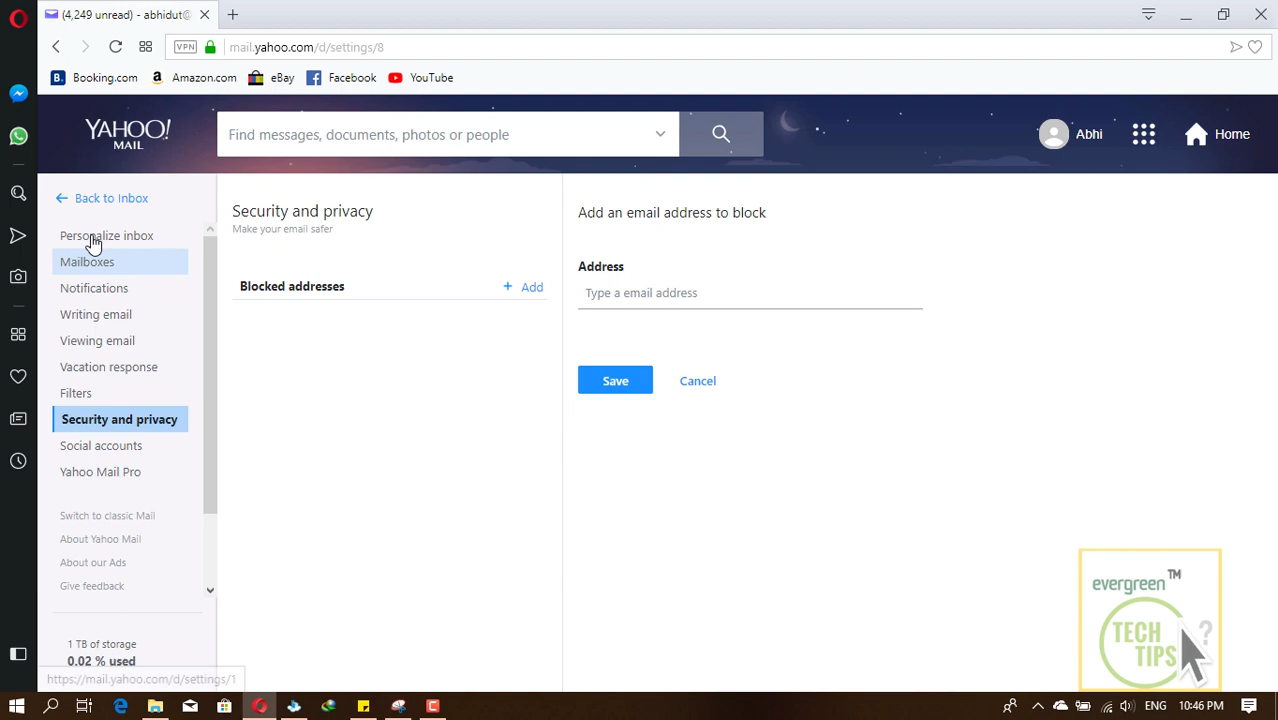 (4,249 unread) - abhidut@
VPN
mail.yahoo.com/d/settings/8
Booking.com
Amazon.com
eBay
Facebook
YouTube
YAHOO!
MAIL
Find messages, documents, photos or people
Abhi
Home
Back to Inbox
Personalize inbox
Mailboxes
Notifications
Writing email
Viewing email
Vacation response
Filters
Security and privacy
Social accounts
Yahoo Mail Pro
Switch to classic Mail
About Yahoo Mail
About our Ads
Give feedback
1 TB of storage
0.02 % used
https://mail.yahoo.com/d/settings/1
Security and privacy
Make your email safer
Blocked addresses
+ Add
Add an email address to block
Address
Type a email address
Save
Cancel
evergreen™
TECH
TIPS
?
ENG
10:46 PM